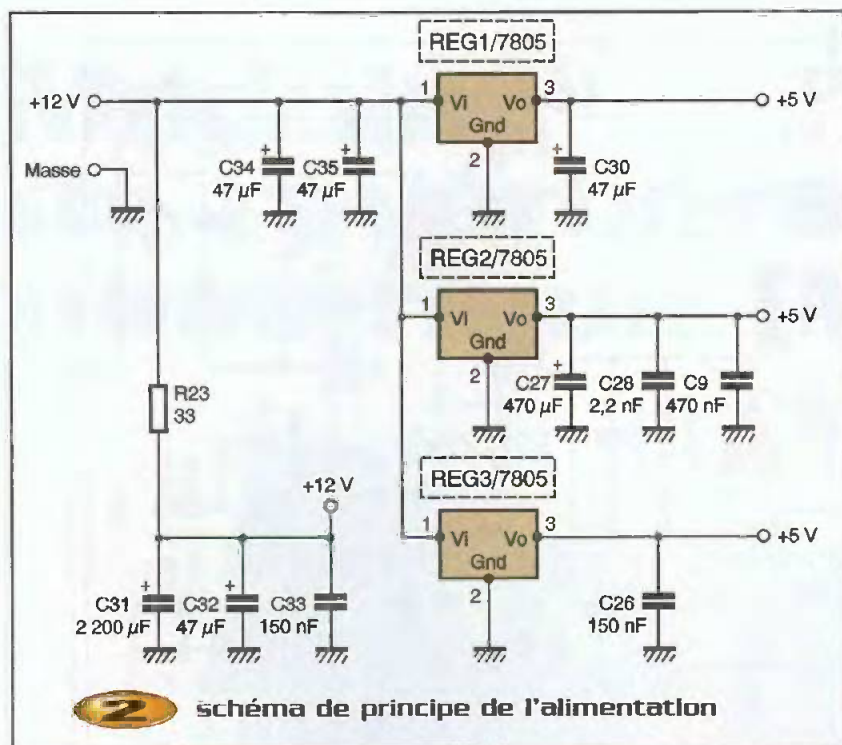 REG1/7805
+12 V
1
Vi
Vo
3
+5 V
Gnd
2
Masse
+
C34
47 µF
+
C35
47 µF
+
C30
47 µF
REG2/7805
1
Vi
Vo
3
+5 V
Gnd
2
+
C27
470 µF
C28
2,2 nF
C9
470 nF
R23
33
REG3/7805
+12 V
1
Vi
Vo
3
+5 V
Gnd
2
+
C31
2 200 µF
+
C32
47 µF
C33
150 nF
C26
150 nF
2 schéma de principe de l'alimentation